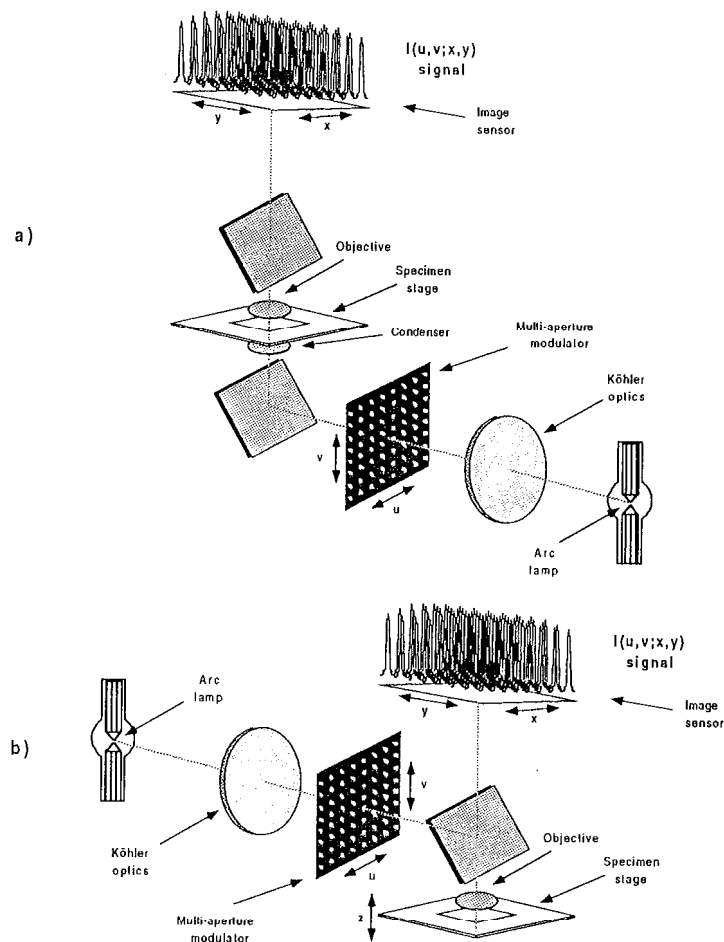 I(u,v;x,y)
signal
y
x
Image
sensor
a)
Objective
Specimen
stage
Condenser
Multi-aperture
modulator
Köhler
optics
v
u
Arc
lamp
I(u,v;x,y)
signal
y
x
Image
sensor
Arc
lamp
b)
v
Köhler
optics
u
Objective
Specimen
stage
Multi-aperture
modulator
z